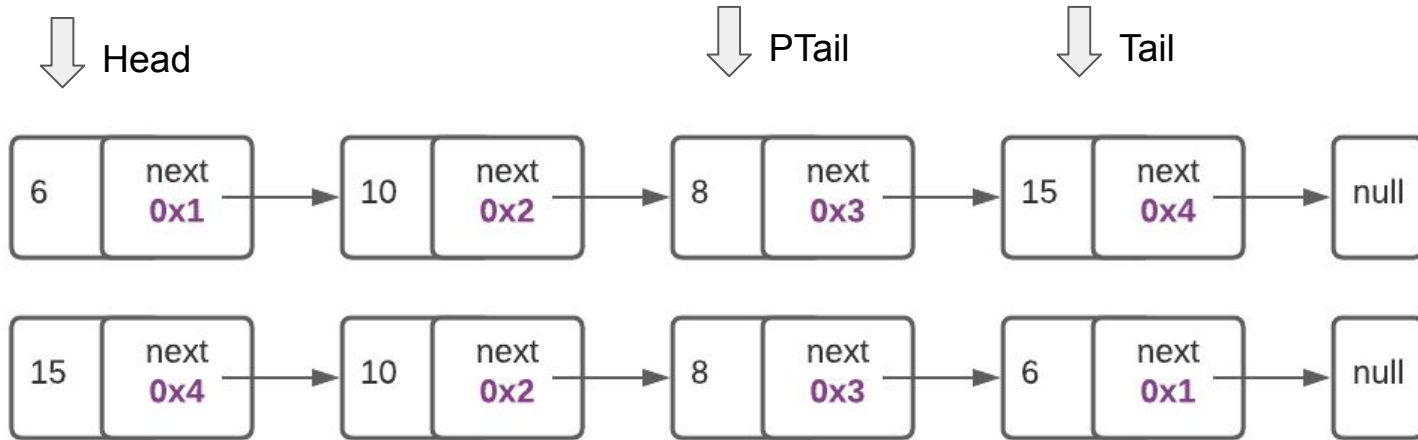 Head PTail Tail
6 next 0x1 10 next 0x2 8 next 0x3 15 next 0x4 null
15 next 0x4 10 next 0x2 8 next 0x3 6 next 0x1 null